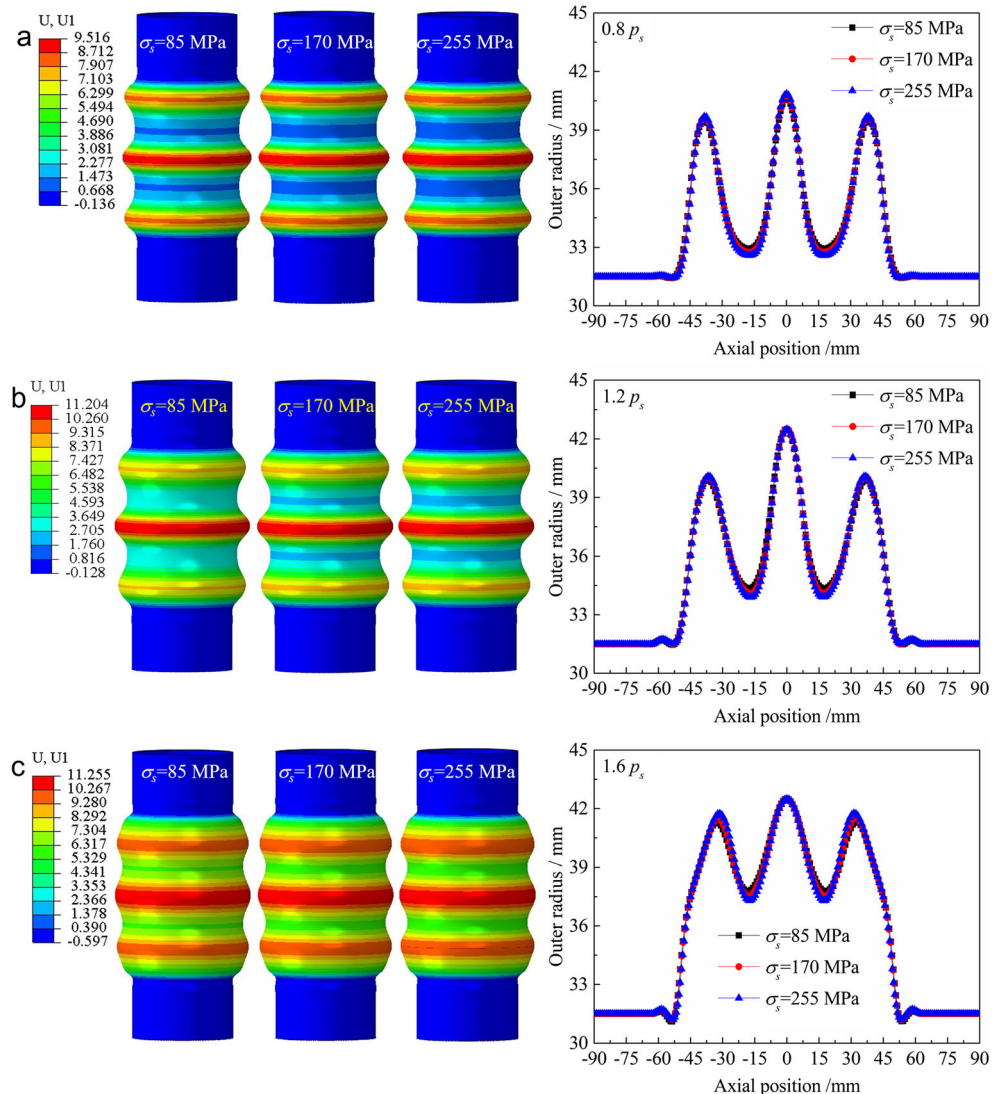 a
U, U1
9.516
8.712
7.907
7.103
6.299
5.494
4.690
3.886
3.081
2.277
1.473
0.668
-0.136
σs=85 MPa
σs=170 MPa
σs=255 MPa
0.8 ps
σs=85 MPa
σs=170 MPa
σs=255 MPa
Outer radius / mm
45
42
39
36
33
30
-90 -75 -60 -45 -30 -15 0 15 30 45 60 75 90
Axial position /mm
b
U, U1
11.204
10.260
9.315
8.371
7.427
6.482
5.538
4.593
3.649
2.705
1.760
0.816
-0.128
σs=85 MPa
σs=170 MPa
σs=255 MPa
1.2 ps
σs=85 MPa
σs=170 MPa
σs=255 MPa
Outer radius / mm
45
42
39
36
33
30
-90 -75 -60 -45 -30 -15 0 15 30 45 60 75 90
Axial position /mm
c
U, U1
11.255
10.267
9.280
8.292
7.304
6.317
5.329
4.341
3.353
2.366
1.378
0.390
-0.597
σs=85 MPa
σs=170 MPa
σs=255 MPa
1.6 ps
σs=85 MPa
σs=170 MPa
σs=255 MPa
Outer radius / mm
45
42
39
36
33
30
-90 -75 -60 -45 -30 -15 0 15 30 45 60 75 90
Axial position /mm